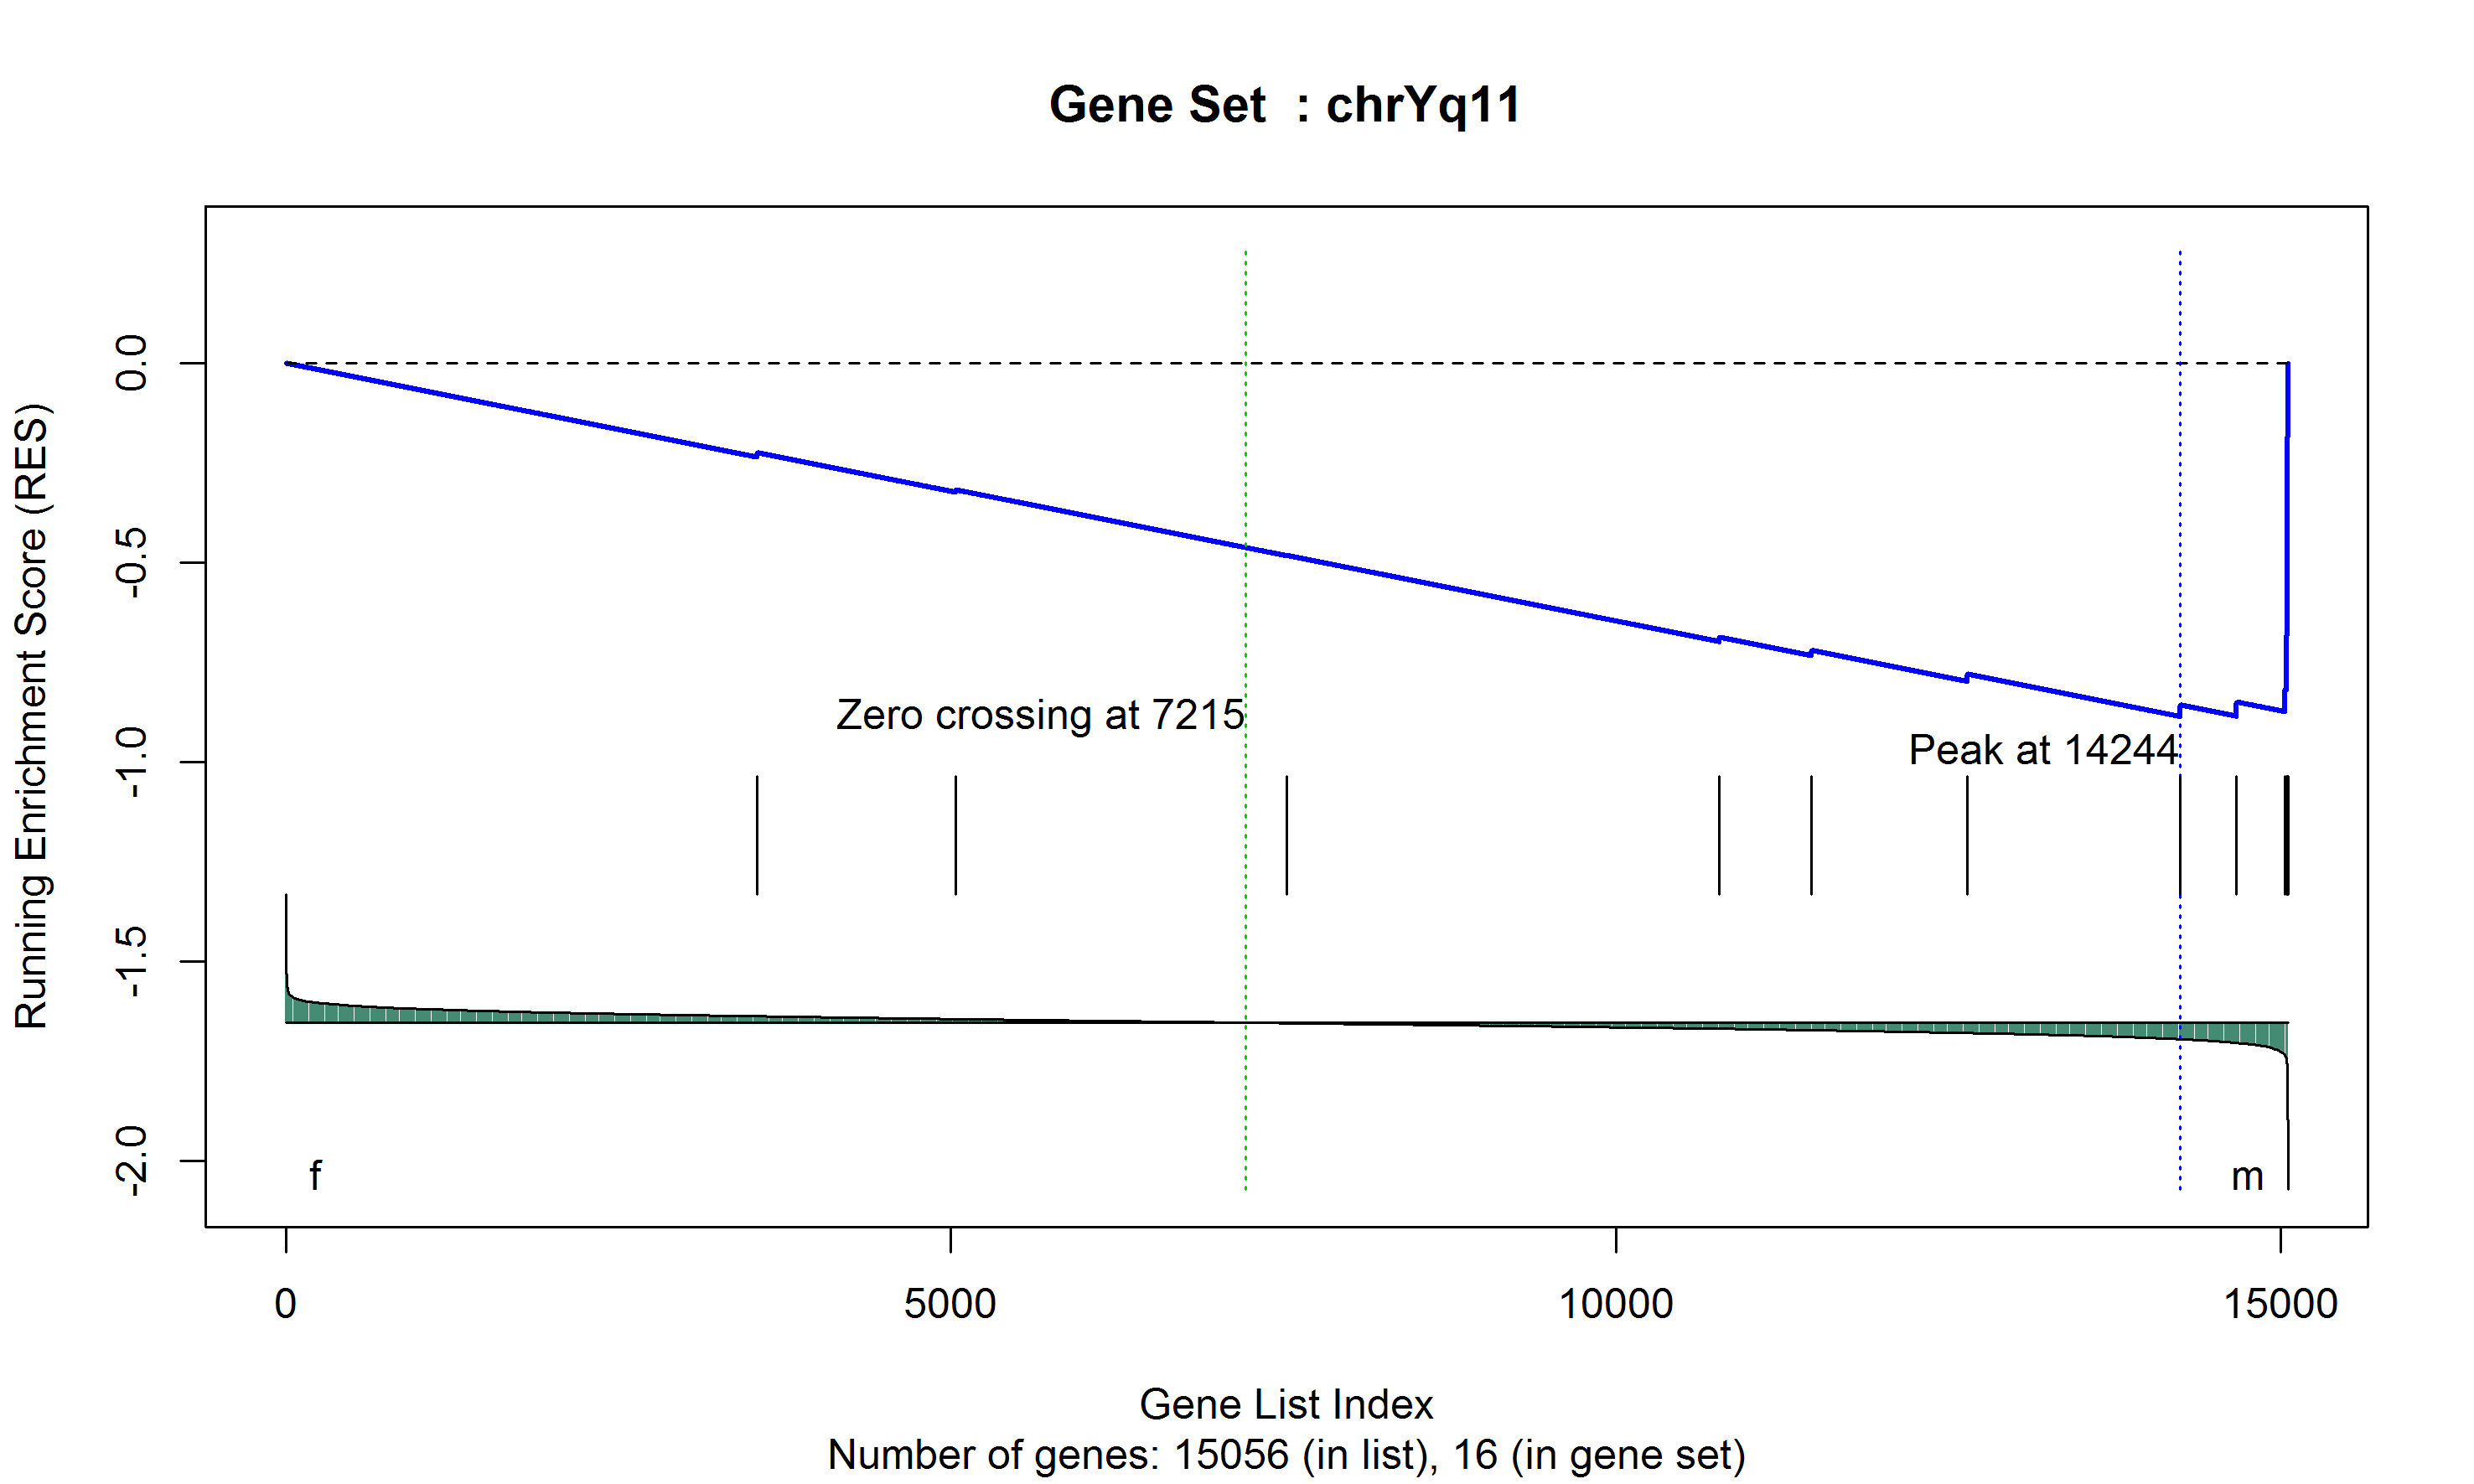 Gene Set  : chrYq11
Running Enrichment Score (RES)
0.0
-0.5
-1.0
-1.5
-2.0
Zero crossing at 7215
Peak at 14244
f
m
0
5000
10000
15000
Gene List Index
Number of genes: 15056 (in list), 16 (in gene set)